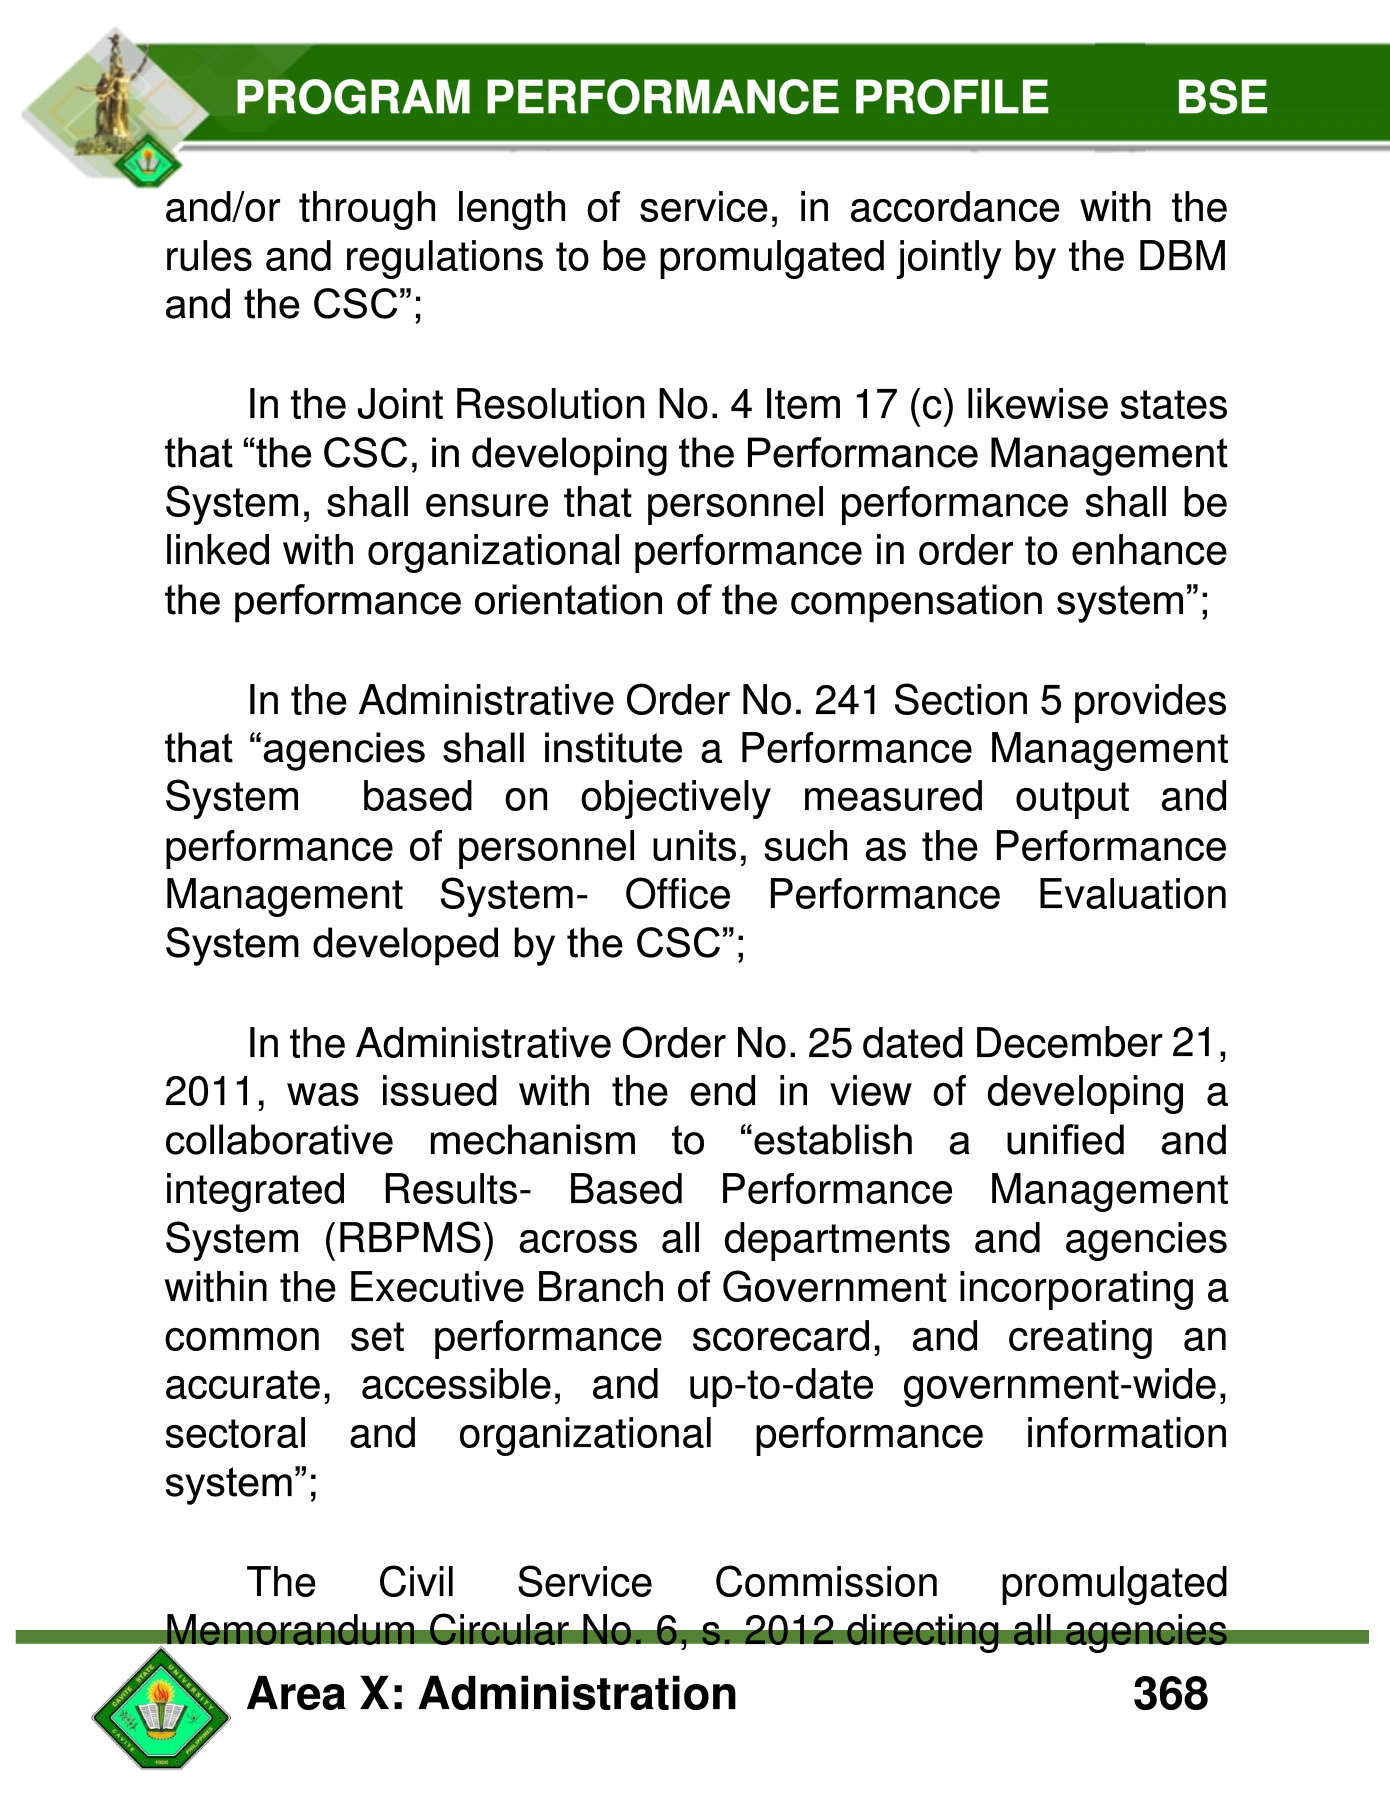 PROGRAM PERFORMANCE PROFILE BSE
and/or through length of service, in accordance with the
rules and regulations to be promulgated jointly by the DBM
and the CSC”;
In the Joint Resolution No. 4 Item 17 (c) likewise states
that “the CSC, in developing the Performance Management
System, shall ensure that personnel performance shall be
linked with organizational performance in order to enhance
the performance orientation of the compensation system”;
In the Administrative Order No. 241 Section 5 provides
that “agencies shall institute a Performance Management
System based on objectively measured output and
performance of personnel units, such as the Performance
Management System- Office Performance Evaluation
System developed by the CSC”;
In the Administrative Order No. 25 dated December 21,
2011, was issued with the end in view of developing a
collaborative mechanism to “establish a unified and
integrated Results- Based Performance Management
System (RBPMS) across all departments and agencies
within the Executive Branch of Government incorporating a
common set performance scorecard, and creating an
accurate, accessible, and up-to-date government-wide,
sectoral and organizational performance information
system”;
The Civil Service Commission promulgated
Memorandum Circular No. 6, s. 2012 directing all agencies
CAVITE STATE UNIVERSITY
CAVITE PHILIPPINES
1906
Area X: Administration 368